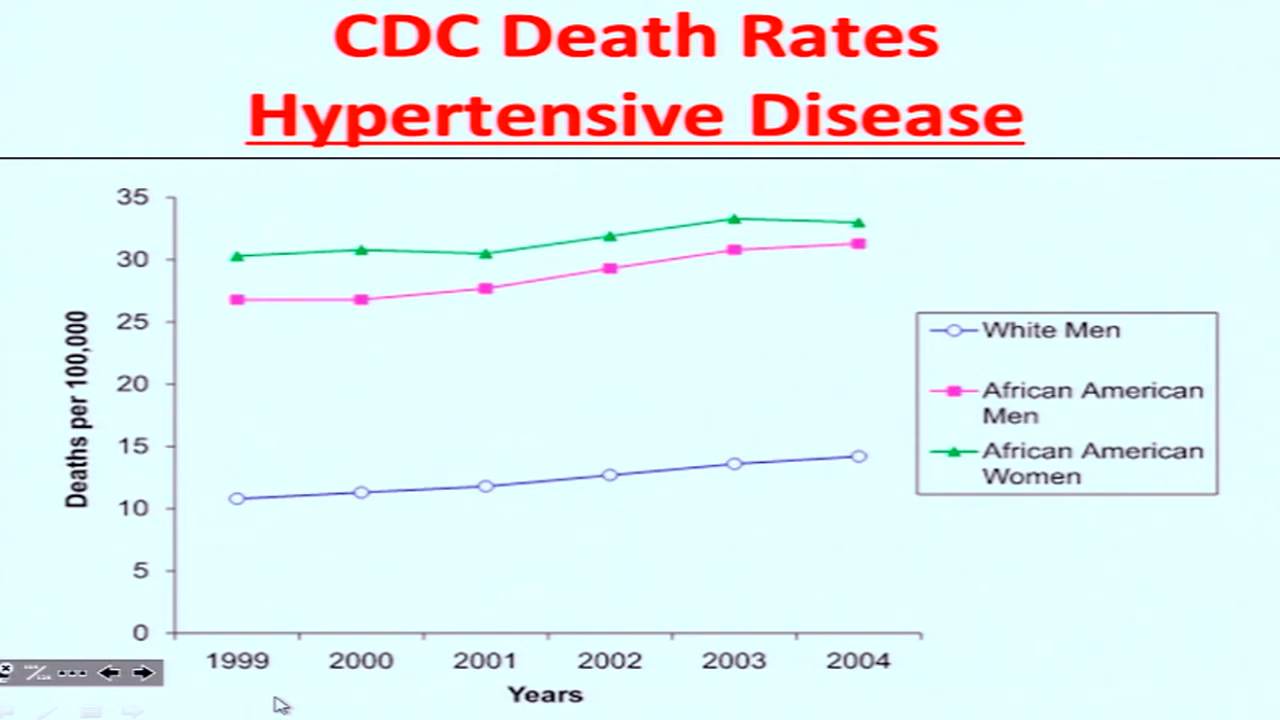 CDC Death Rates
Hypertensive Disease
35
30
25
20
15
10
5
0
Deaths per 100,000
1999 2000 2001 2002 2003 2004
Years
White Men
African American
Men
African American
Women